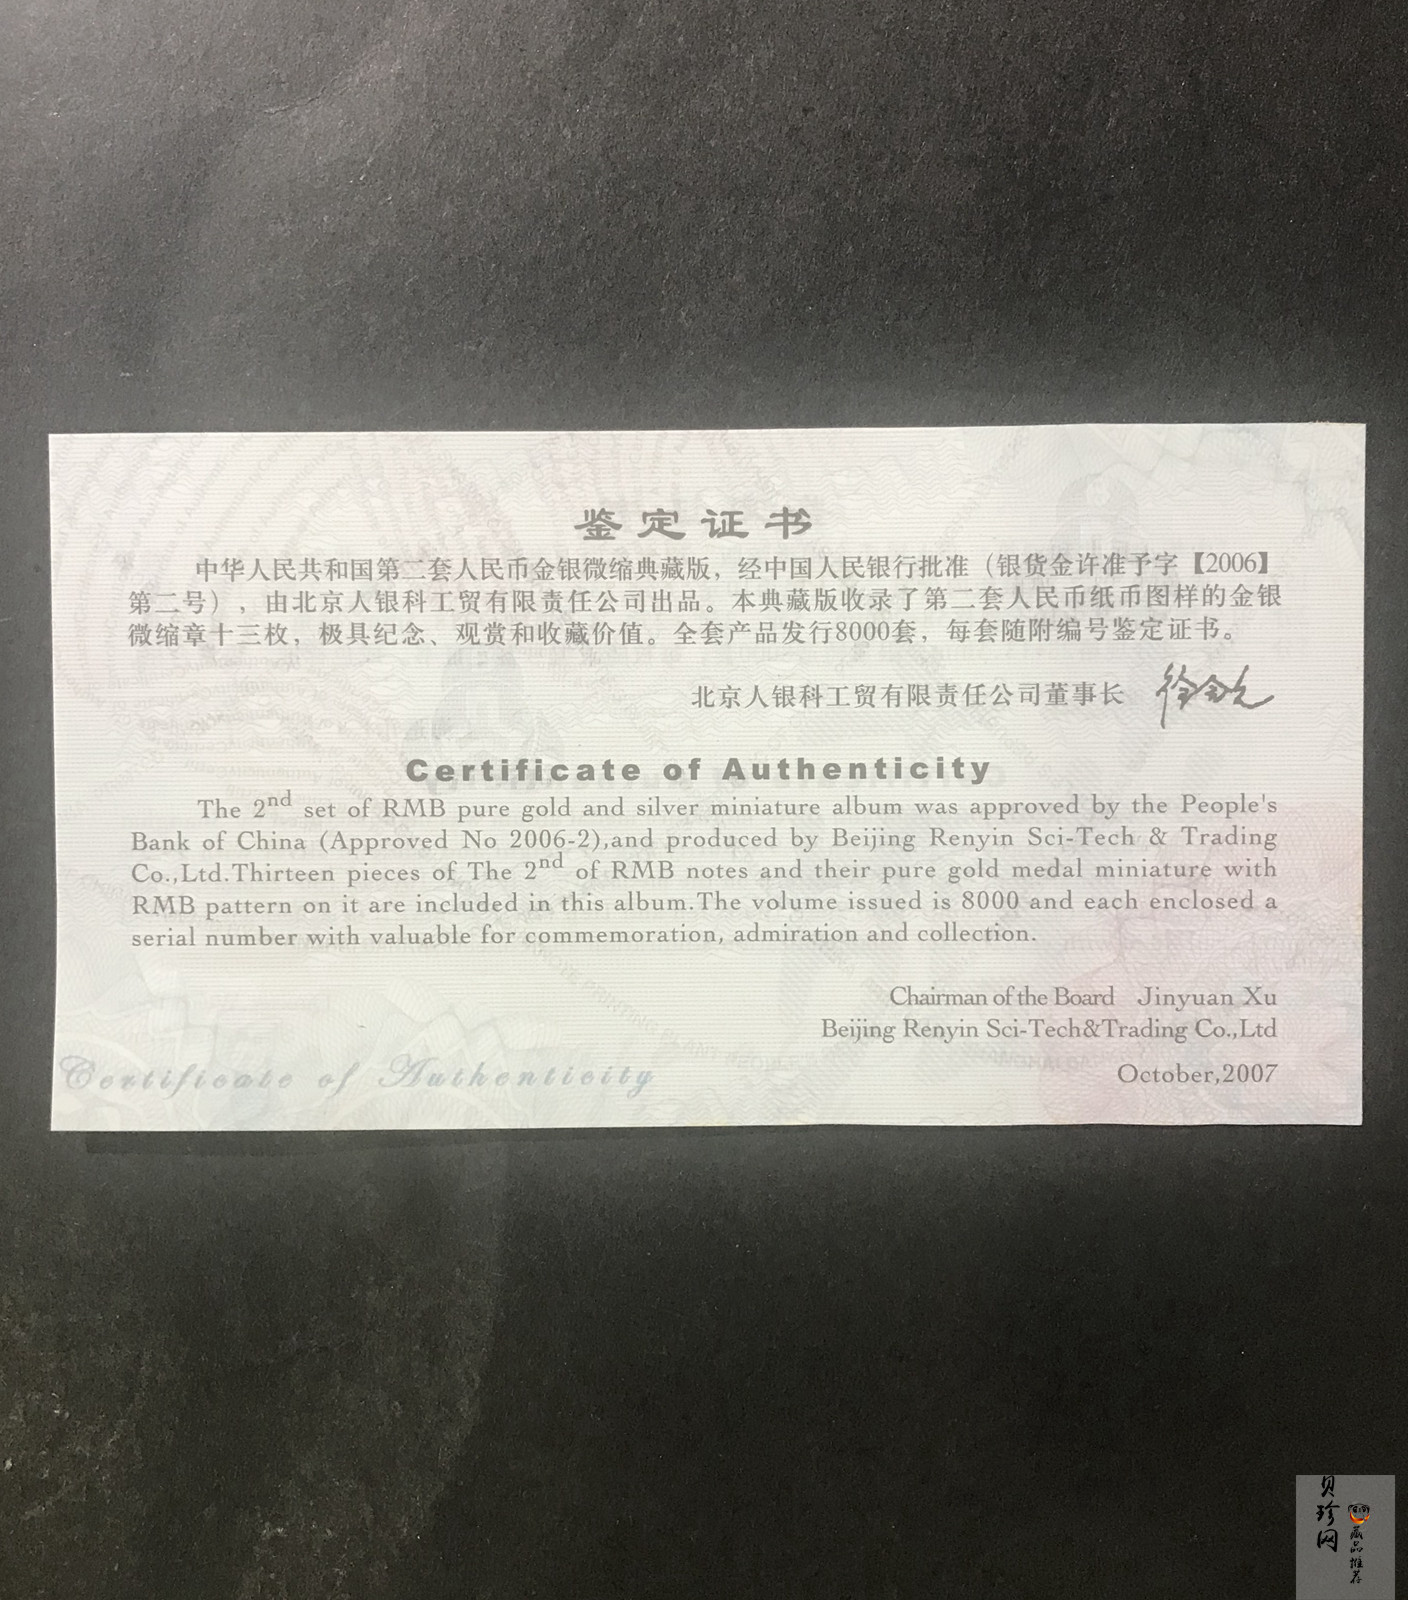 鉴定证书
中华人民共和国第二套人民币金银微缩典藏版，经中国人民银行批准（银货金许准予字【2006】
第二号），由北京人银科工贸有限责任公司出品。本典藏版收录了第二套人民币纸币图样的金银
微缩章十三枚，极具纪念、观赏和收藏价值。全套产品发行8000套，每套随附编号鉴定证书。
北京人银科工贸有限责任公司董事长
Certificate of Authenticity
The 2nd set of RMB pure gold and silver miniature album was approved by the People's
Bank of China (Approved No 2006-2),and produced by Beijing Renyin Sci-Tech & Trading
Co.,Ltd.Thirteen pieces of The 2nd of RMB notes and their pure gold medal miniature with
RMB pattern on it are included in this album.The volume issued is 8000 and each enclosed a
serial number with valuable for commemoration, admiration and collection.
Chairman of the Board Jinyuan Xu
Beijing Renyin Sci-Tech&Trading Co.,Ltd
October,2007
Certificate of Authenticity
贝珍网
藏品推荐